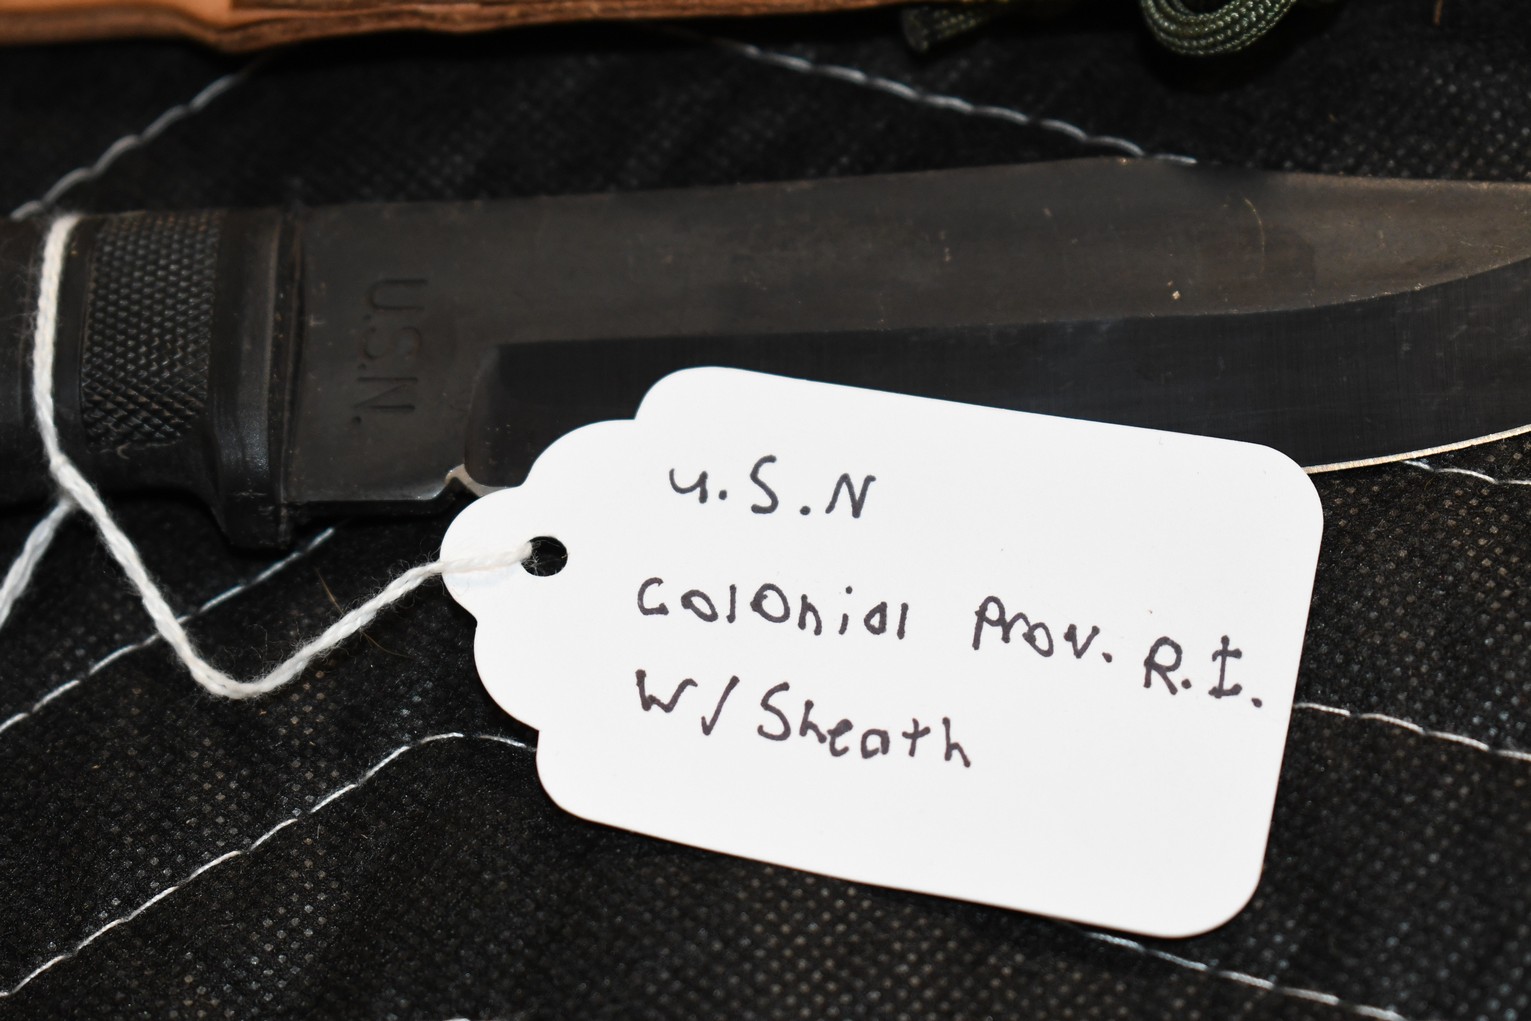 U.S.N.
U.S.N
Colonial Prov. R.I.
W/ Sheath